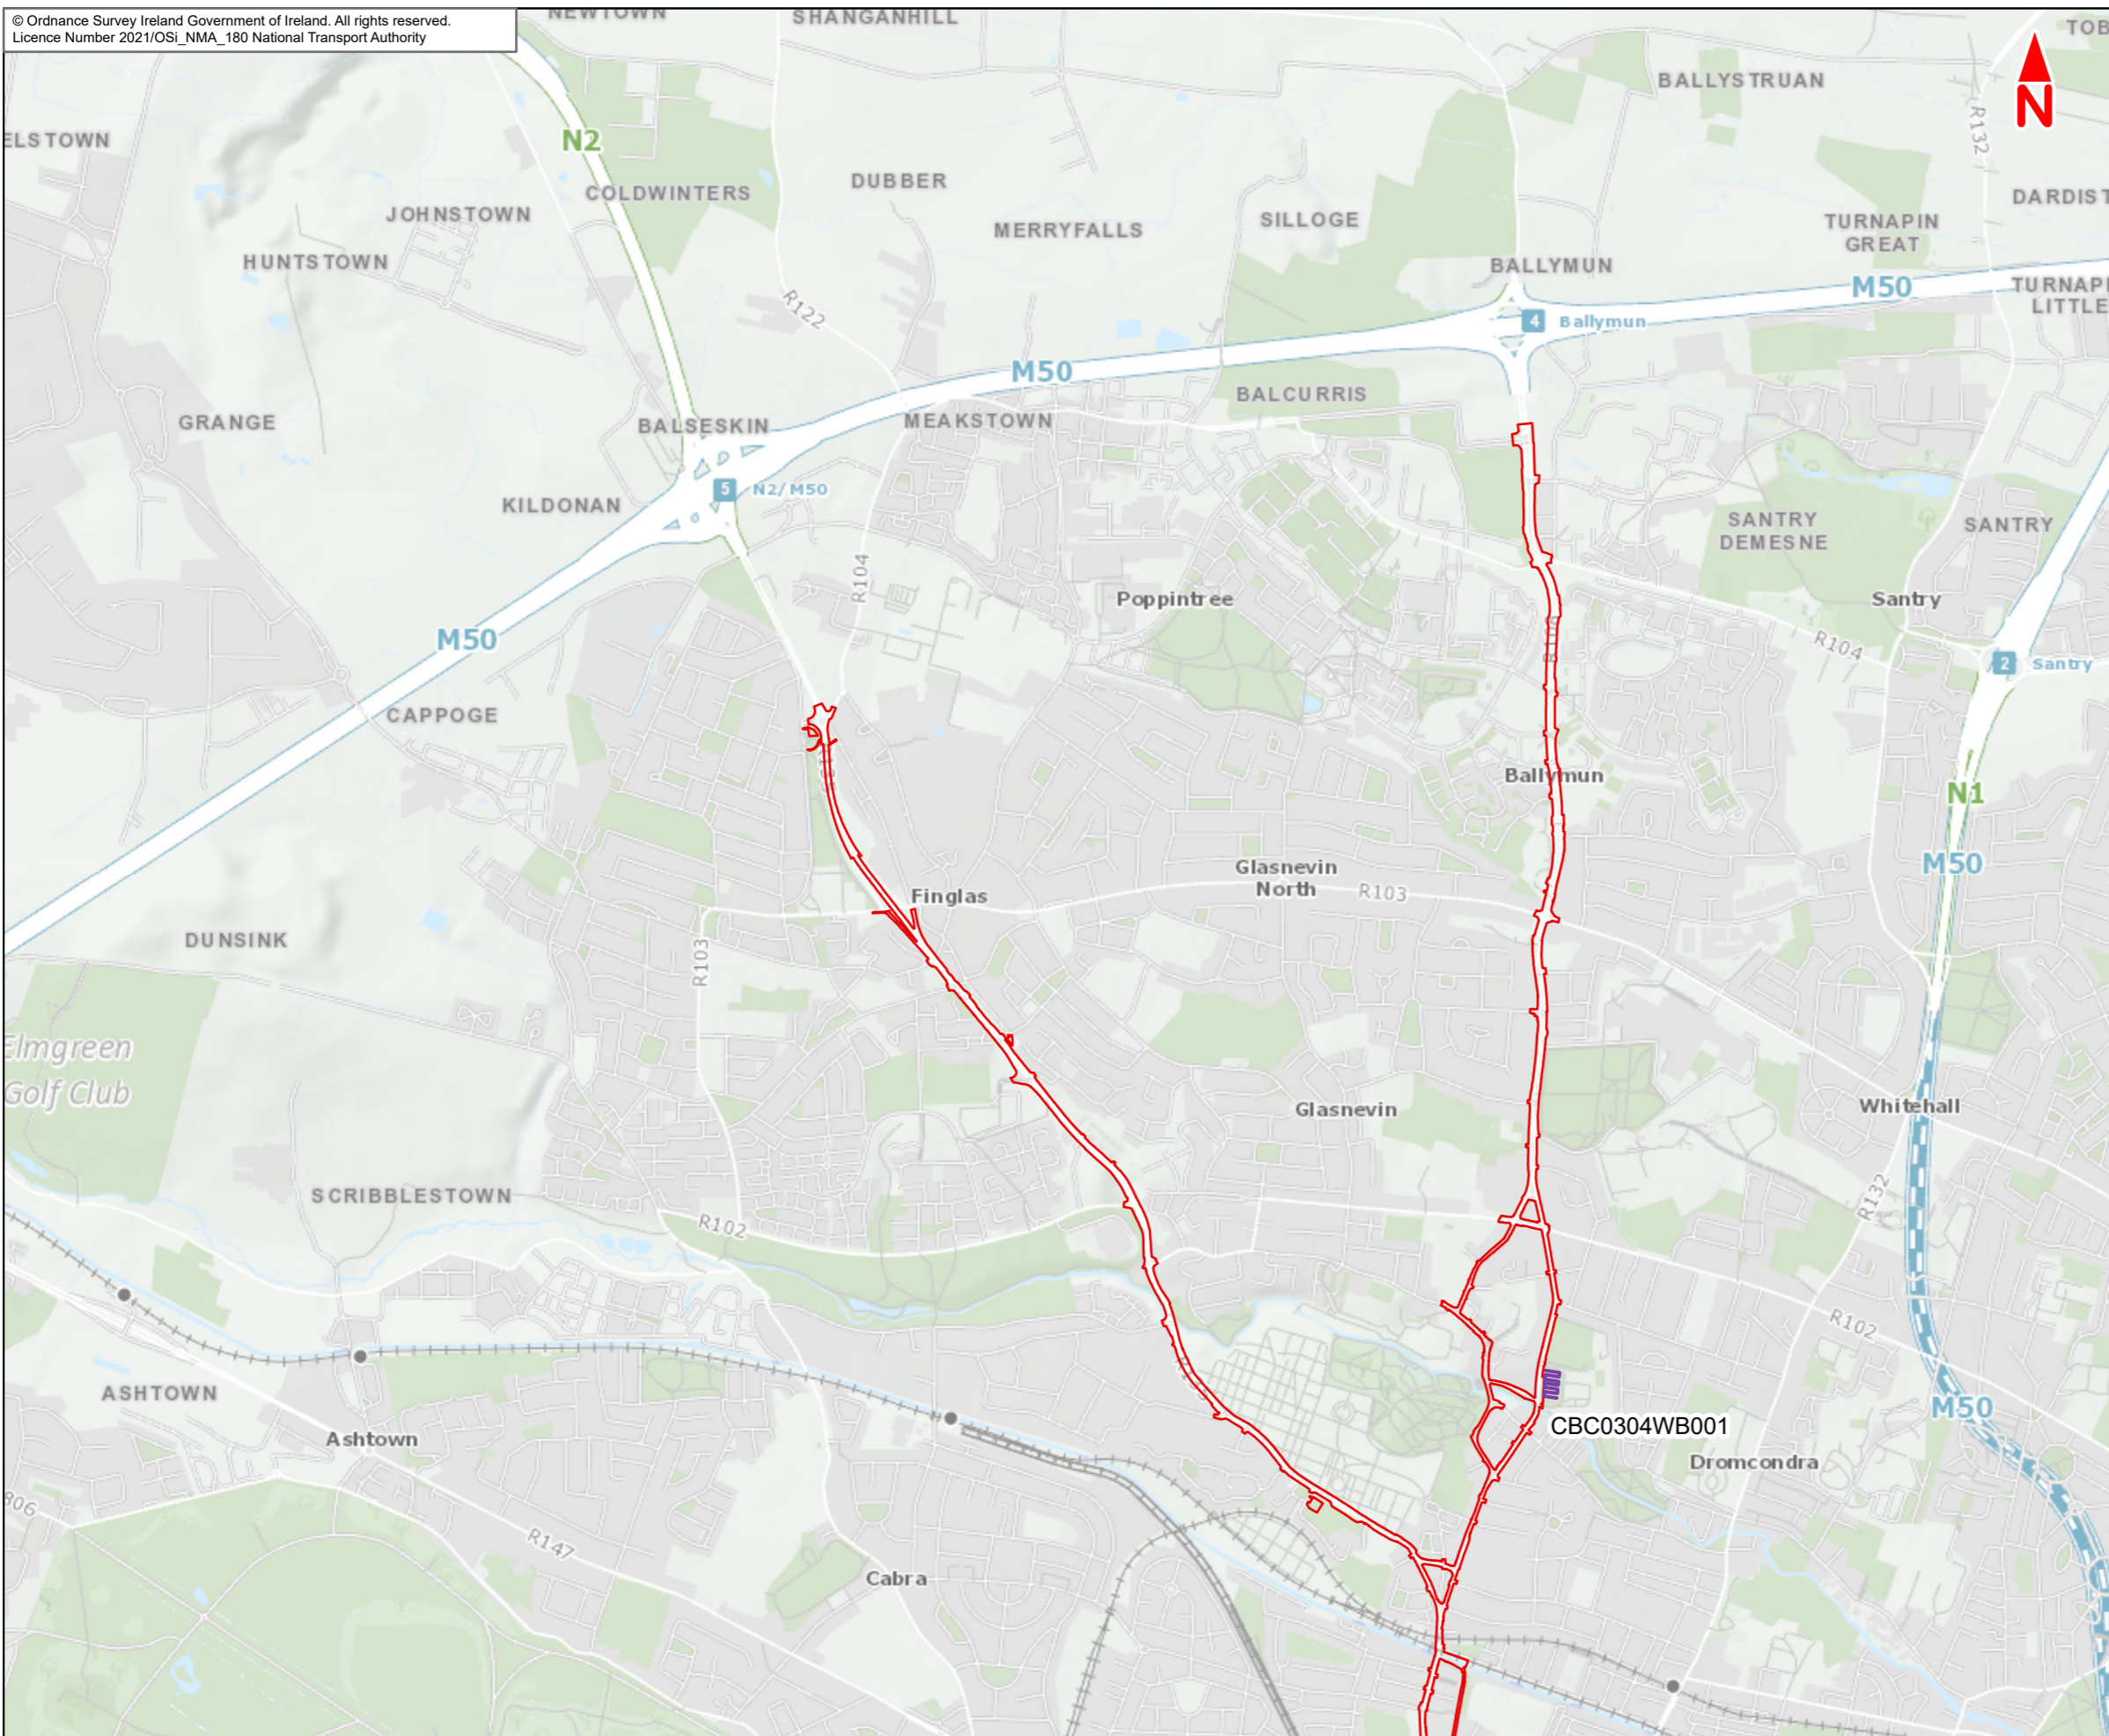 © Ordnance Survey Ireland Government of Ireland. All rights reserved.
Licence Number 2021/OSi_NMA_180 National Transport Authority
NEWTOWN
SHANGANHILL
TOB
N
BALLYSTRUAN
R132
N2
ELSTOWN
COLDWINTERS
DUBBER
DARDIST
JOHNSTOWN
MERRYFALLS
SILLOGE
TURNAPIN
GREAT
HUNTSTOWN
BALLYMUN
M50
TURNAPI
LITTLE
R122
4
Ballymun
M50
BALCURRIS
GRANGE
BALSESKIN
MEAKSTOWN
5
N2/M50
KILDONAN
SANTRY
DEMESNE
SANTRY
R104
Poppintree
Santry
M50
R104
2
Santry
CAPPOGE
Ballymun
N1
M50
Glasnevin
North
R103
Finglas
DUNSINK
R103
Elmgreen
Golf Club
Glasnevin
Whitehall
SCRIBBLESTOWN
R132
R102
R102
ASHTOWN
M50
CBC0304WB001
Ashtown
Dromcondra
806
R147
Cabra